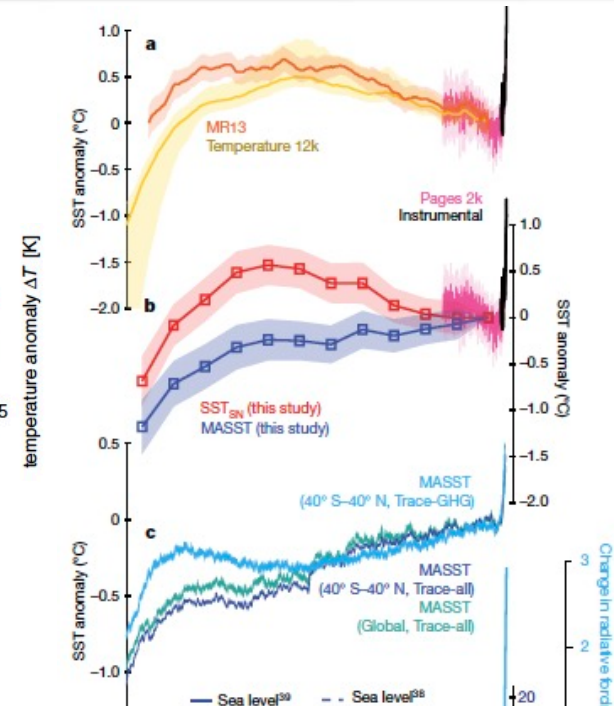 a
1.0
0.5
0
–0.5
–1.0
–1.5
–2.0
SST anomaly (°C)
MR13
Temperature 12k
Pages 2k
Instrumental
temperature anomaly ΔT [K]
5
b
1.0
0.5
0
–0.5
–1.0
–1.5
–2.0
SST anomaly (°C)
SSTSN (this study)
MASST (this study)
c
0.5
0
–0.5
–1.0
SST anomaly (°C)
MASST
(40° S–40° N, Trace-GHG)
MASST
(40° S–40° N, Trace-all)
MASST
(Global, Trace-all)
3
2
Change in radiative
20
Sea level³⁹
Sea level³⁸